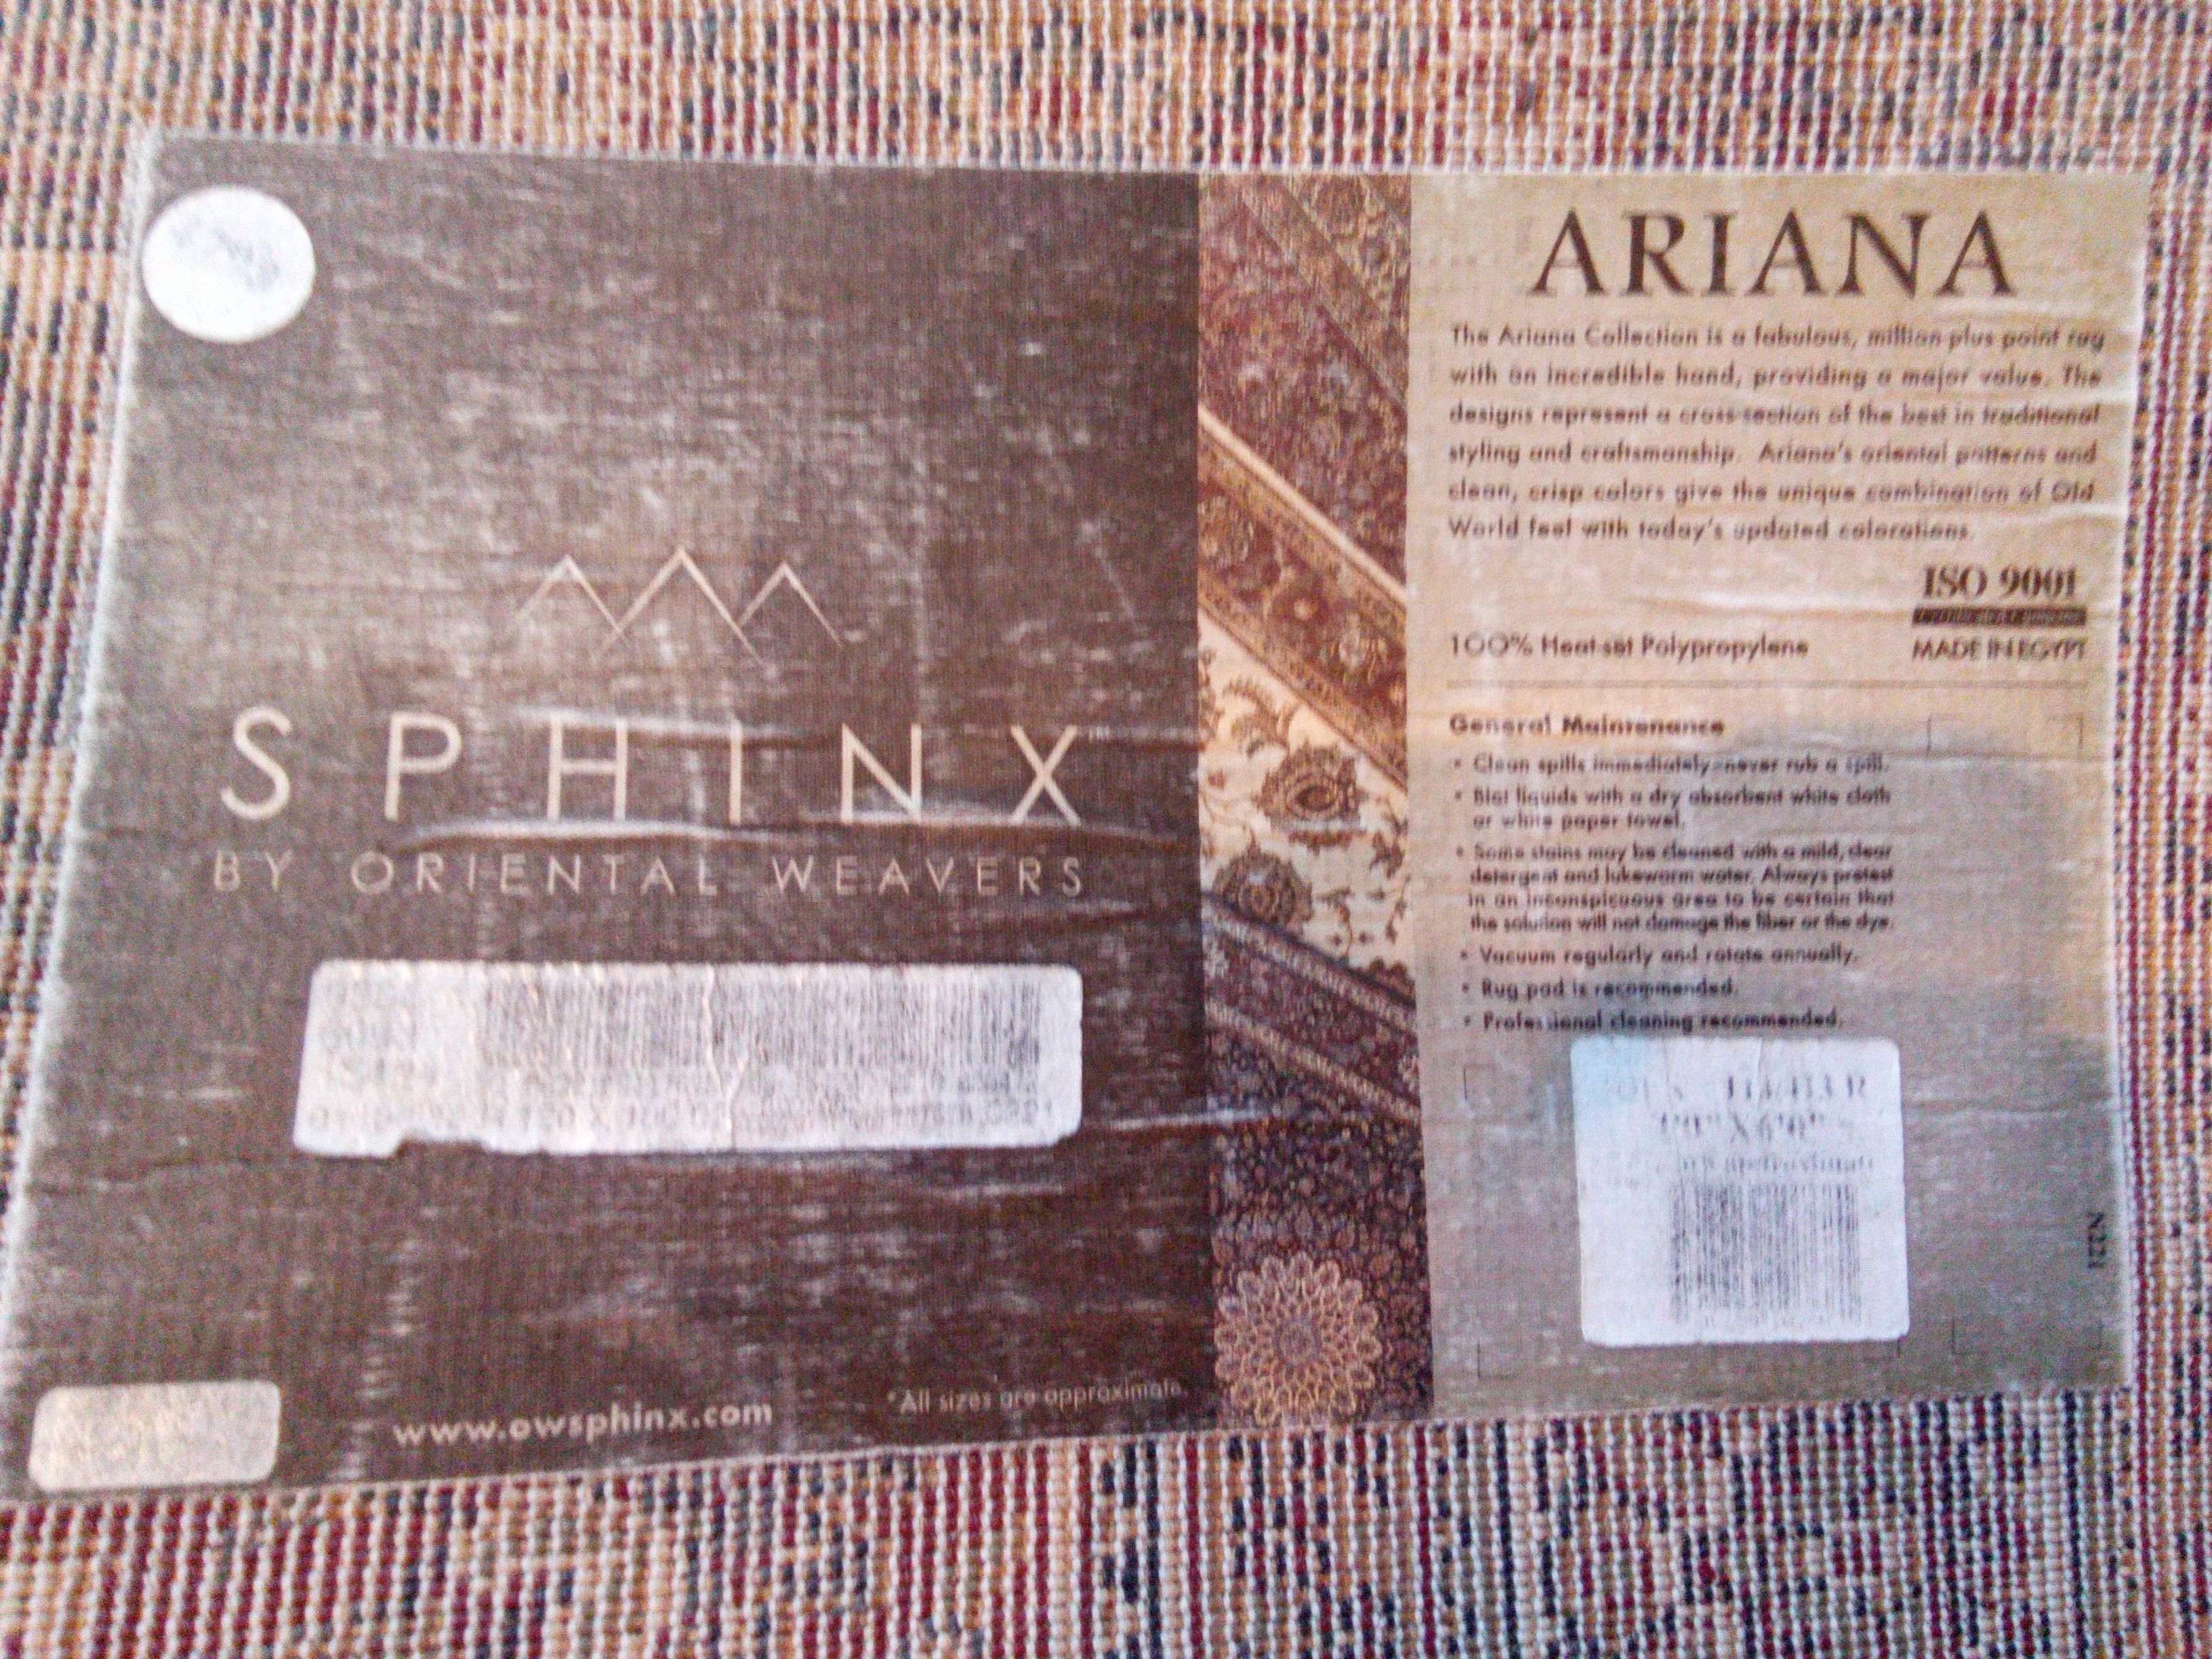 SPHINX™
BY ORIENTAL WEAVERS
www.owsphinx.com
*All sizes are approximate.
ARIANA
The Ariana Collection is a fabulous, million plus point rug
with an incredible hand, providing a major value. The
designs represent a cross-section of the best in traditional
styling and craftsmanship. Ariana's oriental patterns and
clean, crisp colors give the unique combination of Old
World feel with today's updated colorations.
ISO 9001
100% Heat-set Polypropylene
MADE IN EGYPT
General Maintenance
• Clean spills immediately-never rub a spill.
• Blot liquids with a dry absorbent white cloth
or white paper towel.
• Some stains may be cleaned with a mild, clear
detergent and lukewarm water. Always pretest
in an inconspicuous area to be certain that
the solution will not damage the fiber or the dye.
• Vacuum regularly and rotate annually.
• Rug pad is recommended.
• Professional cleaning recommended.
N221